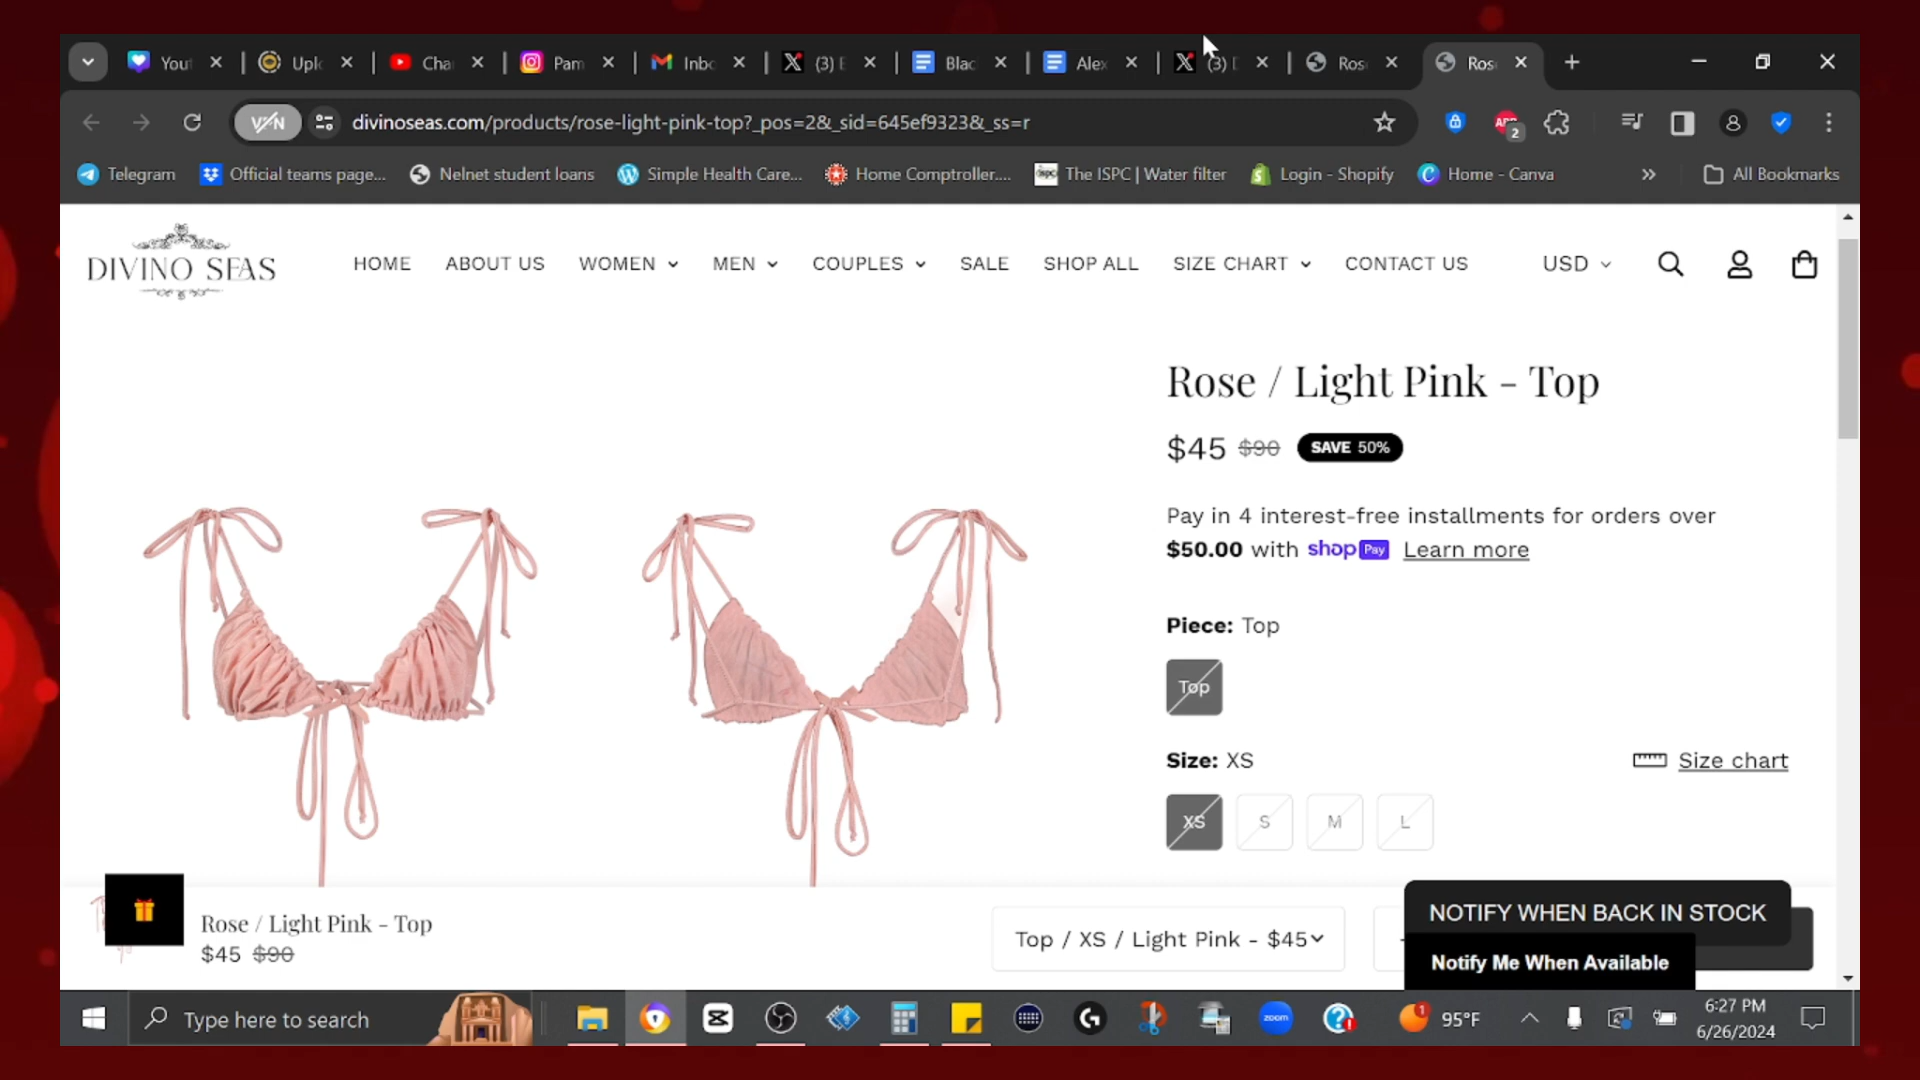 You
Upl
Cha
Pam
Inbc
(3) E
Blac
Alex
(3) D
Ros
Ros
VPN
divinoseas.com/products/rose-light-pink-top?_pos=2&_sid=645ef9323&_ss=r
2
Telegram
Official teams page...
Nelnet student loans
Simple Health Care...
Home Comptroller....
The ISPC | Water filter
Login - Shopify
Home - Canva
All Bookmarks
DIVINO SEAS
HOME
ABOUT US
WOMEN
MEN
COUPLES
SALE
SHOP ALL
SIZE CHART
CONTACT US
USD
Rose / Light Pink - Top
$45 $90 SAVE 50%
Pay in 4 interest-free installments for orders over
$50.00 with shop Pay Learn more
Piece: Top
Top
Size: XS
Size chart
XS S M L
Rose / Light Pink - Top
$45 $90
Top / XS / Light Pink - $45
NOTIFY WHEN BACK IN STOCK
Notify Me When Available
Type here to search
zoom
1
95°F
6:27 PM
6/26/2024